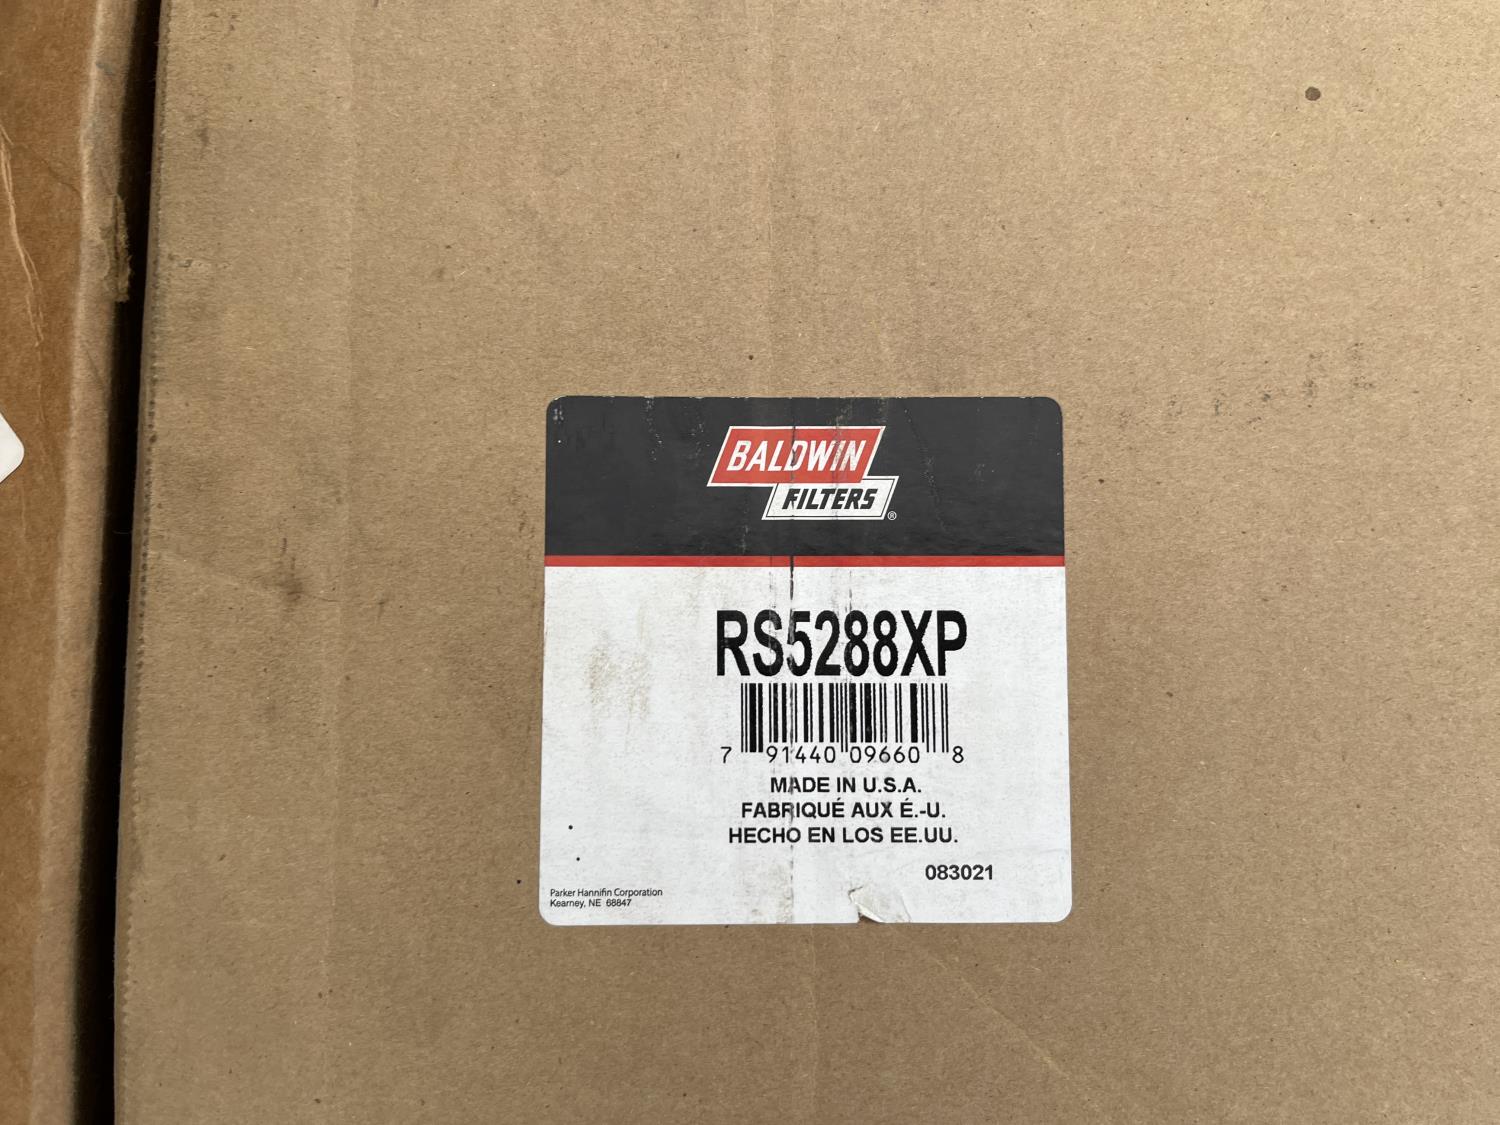 BALDWIN
FILTERS®
RS5288XP
7 91440 09660 8
MADE IN U.S.A.
FABRIQUÉ AUX É.-U.
HECHO EN LOS EE.UU.
083021
Parker Hannifin Corporation
Kearney, NE 68847